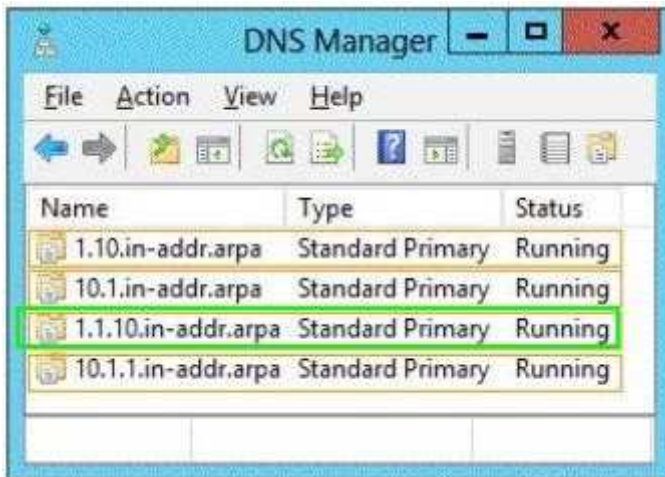 DNS Manager
File Action View Help
Name Type Status
1.10.in-addr.arpa Standard Primary Running
10.1.in-addr.arpa Standard Primary Running
1.1.10.in-addr.arpa Standard Primary Running
10.1.1.in-addr.arpa Standard Primary Running